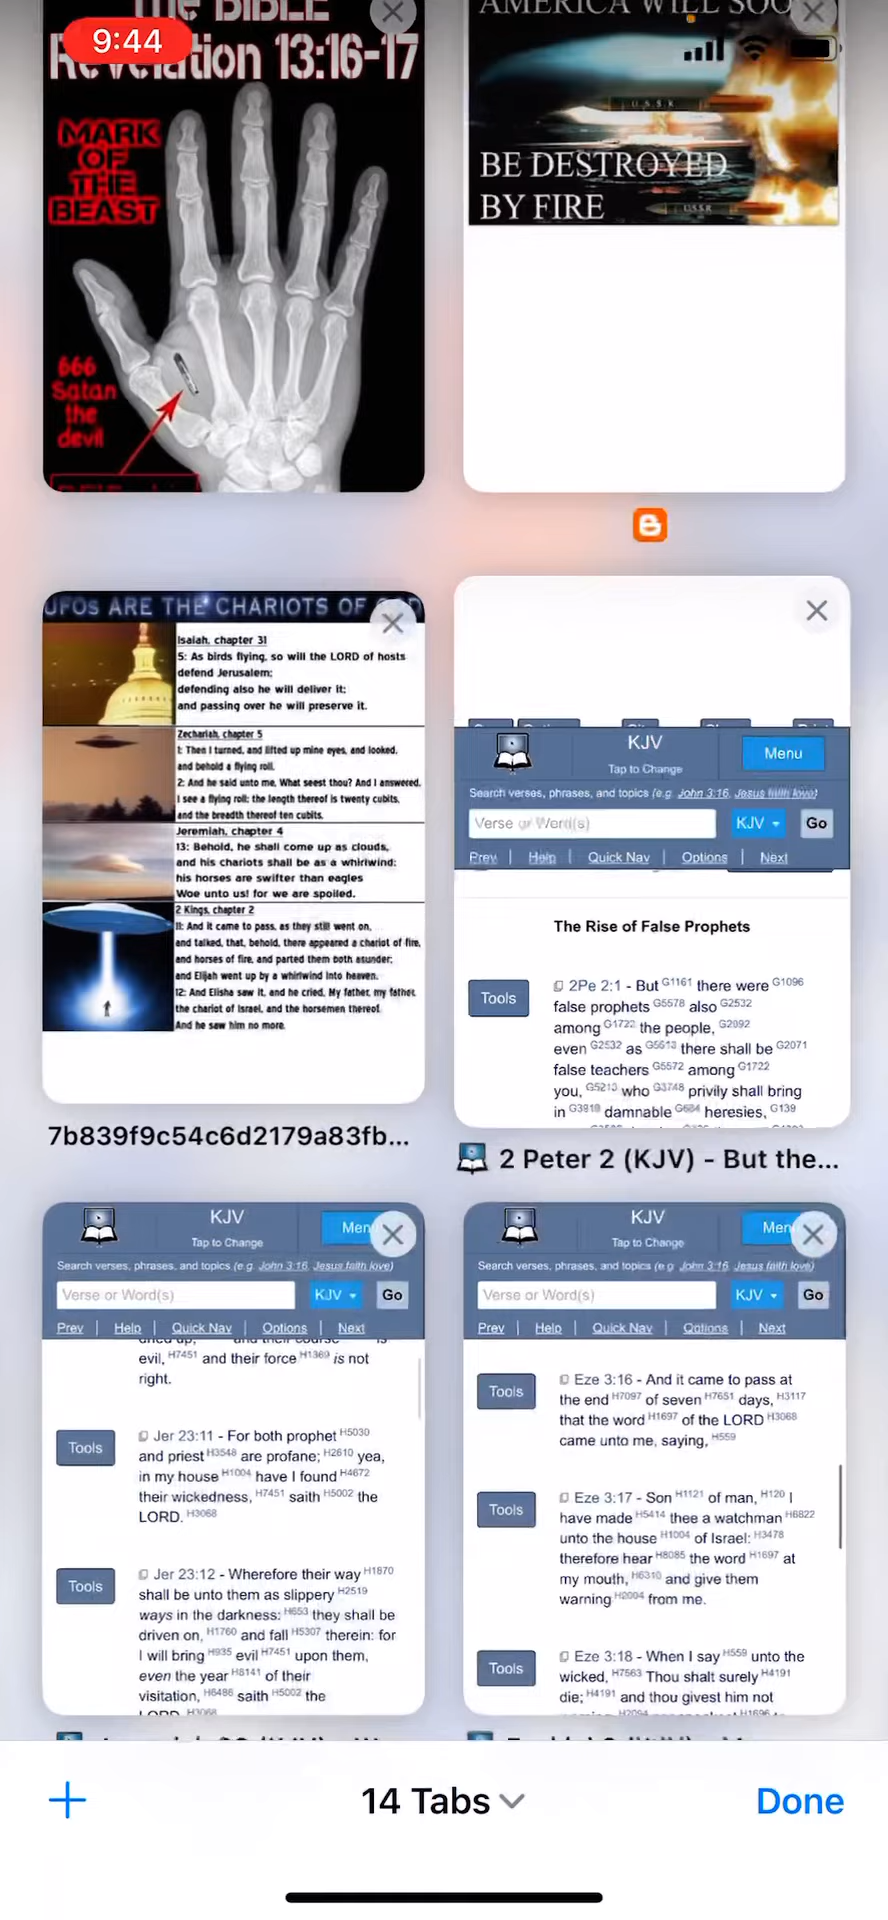 The BIBLE
9:44
Revelation 13:16-17
MARK
OF
THE
BEAST
666
Satan
the
devil
AMERICA WILL SOO
U.S.S.R
BE DESTROYED
BY FIRE
U.S.S.R
UFOs ARE THE CHARIOTS OF GOD
Isaiah, chapter 31
5: As birds flying, so will the LORD of hosts
defend Jerusalem;
defending also he will deliver it;
and passing over he will preserve it.
Zechariah, chapter 5
1: Then I turned, and lifted up mine eyes, and looked,
and behold a flying roll.
2: And he said unto me, What seest thou? And I answered,
I see a flying roll; the length thereof is twenty cubits,
and the breadth thereof ten cubits.
Jeremiah, chapter 4
13: Behold, he shall come up as clouds,
and his chariots shall be as a whirlwind:
his horses are swifter than eagles
Woe unto us! for we are spoiled.
2 Kings, chapter 2
11: And it came to pass, as they still went on,
and talked, that, behold, there appeared a chariot of fire,
and horses of fire, and parted them both asunder;
and Elijah went up by a whirlwind into heaven.
12: And Elisha saw it, and he cried, My father, my father,
the chariot of Israel, and the horsemen thereof.
And he saw him no more.
7b839f9c54c6d2179a83fb...
KJV
Menu
Tap to Change
Search verses, phrases, and topics (e.g. John 3:16, Jesus faith love)
Verse or Word(s)
KJV
Go
Prev | Help | Quick Nav | Options | Next
The Rise of False Prophets
Tools
2Pe 2:1 - But G1161 there were G1096
false prophets G5578 also G2532
among G1722 the people, G2992
even G2532 as G5613 there shall be G2071
false teachers G5572 among G1722
you, G5213 who G3748 privily shall bring
in G3919 damnable G684 heresies, G139
2 Peter 2 (KJV) - But the...
KJV
Men
Tap to Change
Search verses, phrases, and topics (e.g. John 3:16, Jesus faith love)
Verse or Word(s)
KJV
Go
Prev | Help | Quick Nav | Options | Next
dried up, and their course is
evil, H7451 and their force H1369 is not
right.
Tools
Jer 23:11 - For both prophet H5030
and priest H3548 are profane; H2610 yea,
in my house H1004 have I found H4672
their wickedness, H7451 saith H5002 the
LORD. H3068
Tools
Jer 23:12 - Wherefore their way H1870
shall be unto them as slippery H2519
ways in the darkness: H653 they shall be
driven on, H1760 and fall H5307 therein: for
I will bring H935 evil H7451 upon them,
even the year H8141 of their
visitation, H6486 saith H5002 the
LORD. H3068
KJV
Men
Tap to Change
Search verses, phrases, and topics (e.g. John 3:16, Jesus faith love)
Verse or Word(s)
KJV
Go
Prev | Help | Quick Nav | Options | Next
Tools
Eze 3:16 - And it came to pass at
the end H7097 of seven H7651 days, H3117
that the word H1697 of the LORD H3068
came unto me, saying, H559
Tools
Eze 3:17 - Son H1121 of man, H120 I
have made H5414 thee a watchman H6822
unto the house H1004 of Israel: H3478
therefore hear H8085 the word H1697 at
my mouth, H6310 and give them
warning H2094 from me.
Tools
Eze 3:18 - When I say H559 unto the
wicked, H7563 Thou shalt surely H4191
die; H4191 and thou givest him not
14 Tabs
Done